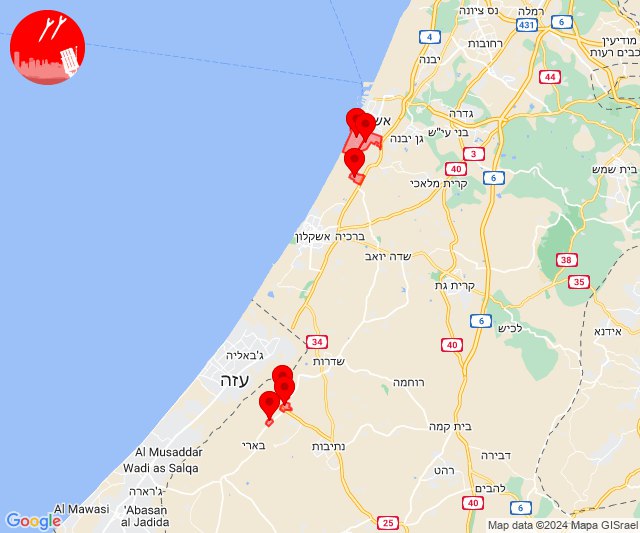 רמלה
נס ציונה
431
מודיעין
מכבים רעות
4
רחובות
יבנה
44
גדרה
אש
בני עי"ש
גן יבנה
3
40
6
בית שמש
קרית מלאכי
ברכיה
אשקלון
שדה יואב
38
35
קרית גת
6
לכיש
אידנא
34
40
ג'באליה
שדרות
עזה
רוחמה
בית קמה
בארי
נתיבות
Al Musaddar
Wadi as Salqa
דבירה
רהט
ג'רארה
להבים
Al Mawasi
'Abasan
al Jadida
40
6
25
Google
Map data ©2024 Mapa GISrael